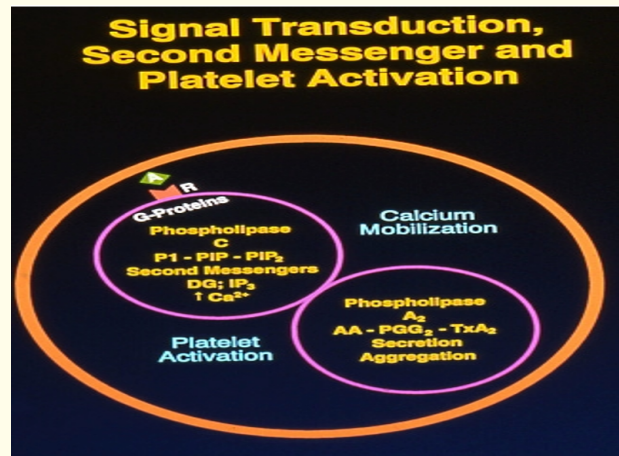 Signal Transduction,
Second Messenger and
Platelet Activation
A
R
G-Proteins
Phospholipase
C
P1 - PIP - PIP₂
Second Messengers
DG; IP₃
↑ Ca²⁺
Calcium
Mobilization
Platelet
Activation
Phospholipase
A₂
AA - PGG₂ - TxA₂
Secretion
Aggregation